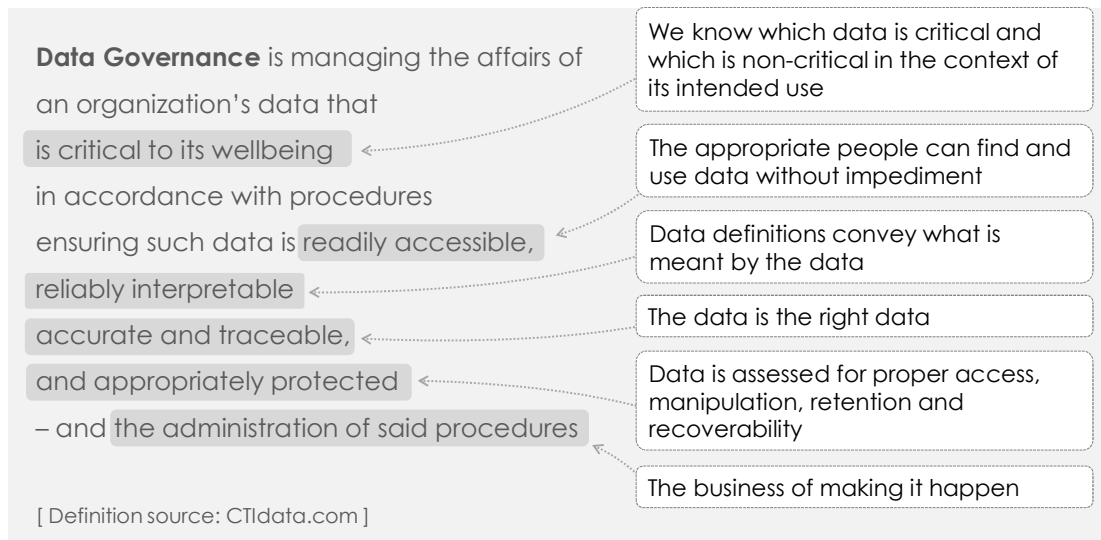 Data Governance is managing the affairs of
an organization's data that
is critical to its wellbeing
in accordance with procedures
ensuring such data is readily accessible,
reliably interpretable
accurate and traceable,
and appropriately protected
– and the administration of said procedures
[ Definition source: CTIdata.com ]
We know which data is critical and
which is non-critical in the context of
its intended use
The appropriate people can find and
use data without impediment
Data definitions convey what is
meant by the data
The data is the right data
Data is assessed for proper access,
manipulation, retention and
recoverability
The business of making it happen